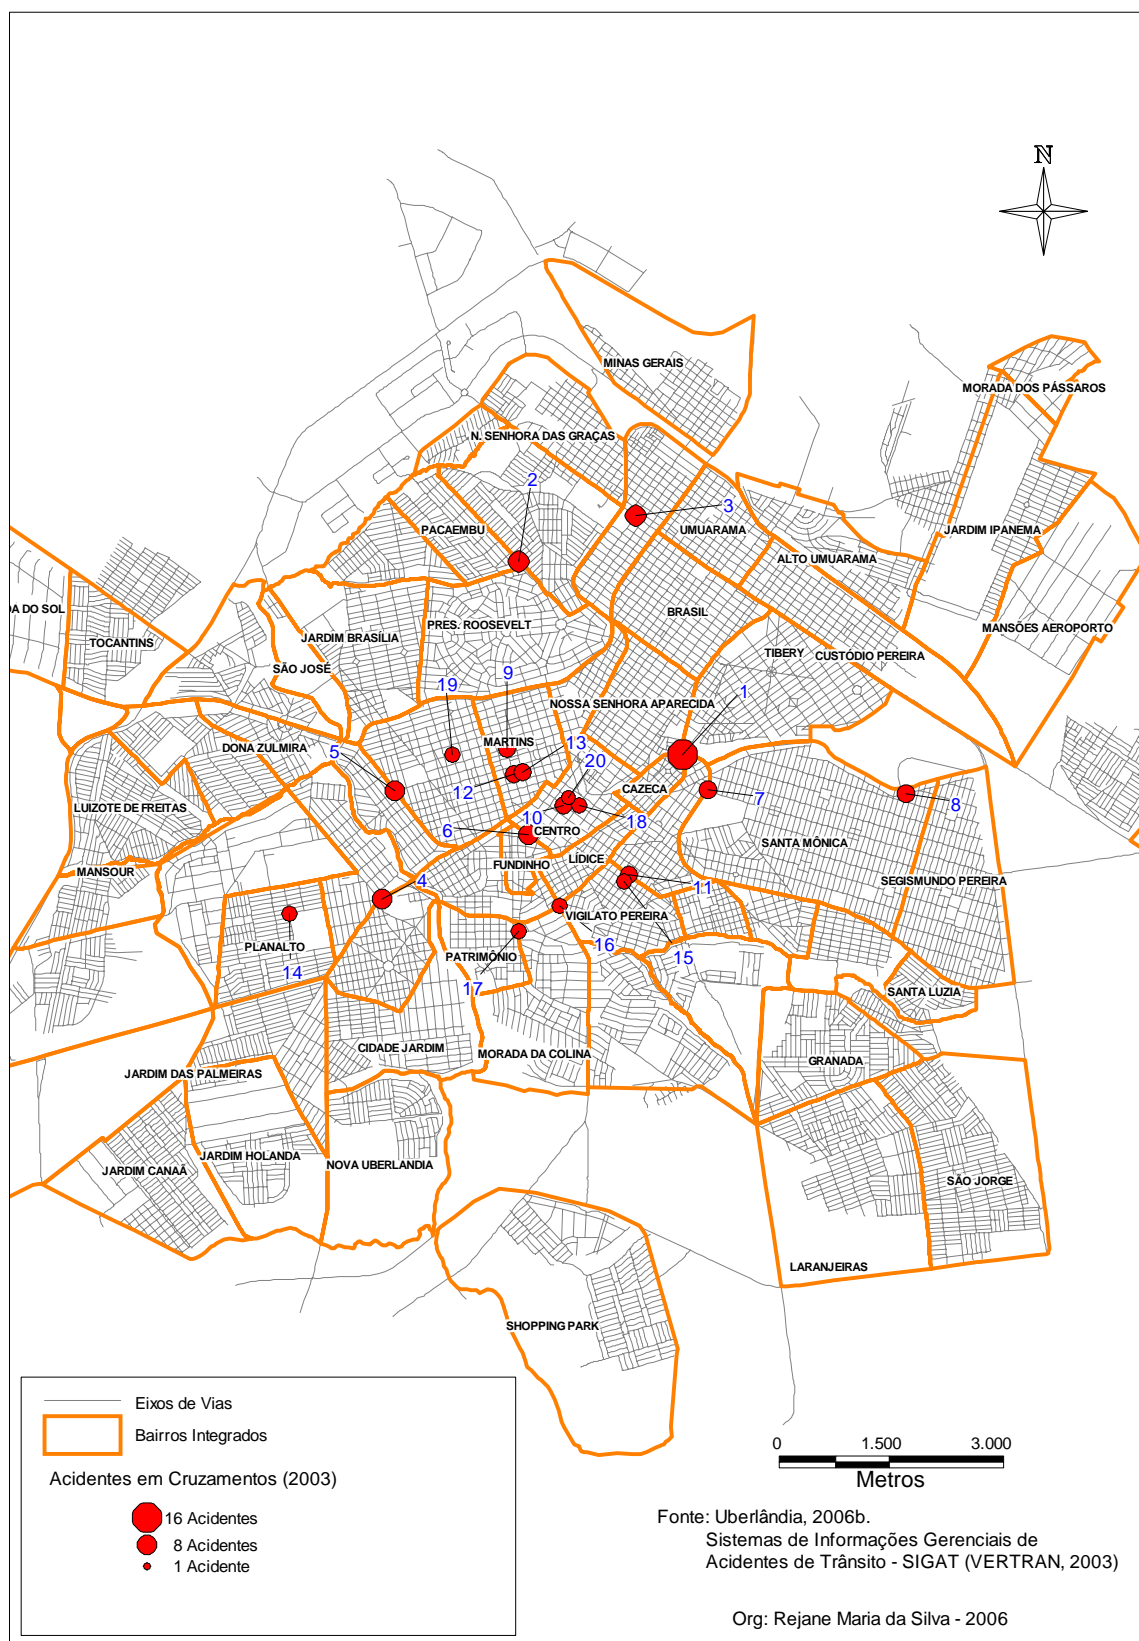 N
MINAS GERAIS
MORADA DOS PÁSSAROS
N. SENHORA DAS GRAÇAS
2
3
PACAEMBU
UMUARAMA
JARDIM IPANEMA
ALTO UMUARAMA
DA DO SOL
BRASIL
TOCANTINS
JARDIM BRASÍLIA
PRES. ROOSEVELT
MANSÕES AEROPORTO
TIBERY
CUSTÓDIO PEREIRA
SÃO JOSÉ
19
9
1
NOSSA SENHORA APARECIDA
DONA ZULMIRA
5
MARTINS
13
20
12
CAZECA
7
8
LUIZOTE DE FREITAS
10
18
6
CENTRO
SANTA MÔNICA
MANSOUR
FUNDINHO
LÍDICE
4
11
SEGISMUNDO PEREIRA
VIGILATO PEREIRA
PLANALTO
PATRIMÔNIO
16
15
14
17
SANTA LUZIA
CIDADE JARDIM
MORADA DA COLINA
GRANADA
JARDIM DAS PALMEIRAS
JARDIM HOLANDA
NOVA UBERLANDIA
JARDIM CANAÃ
SÃO JORGE
LARANJEIRAS
SHOPPING PARK
Eixos de Vias
Bairros Integrados
Acidentes em Cruzamentos (2003)
16 Acidentes
8 Acidentes
1 Acidente
0 1.500 3.000
Metros
Fonte: Uberlândia, 2006b.
Sistemas de Informações Gerenciais de
Acidentes de Trânsito - SIGAT (VERTRAN, 2003)
Org: Rejane Maria da Silva - 2006